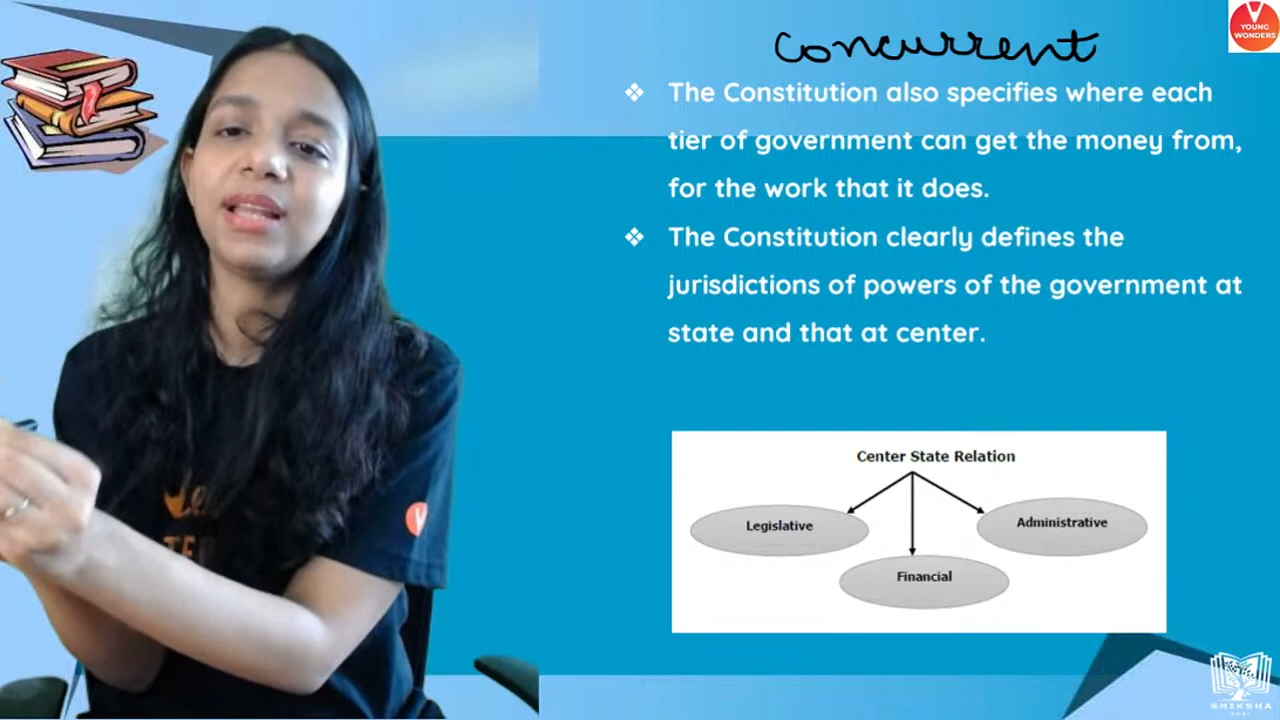 YOUNG
WONDERS
concurrent
❖ The Constitution also specifies where each
tier of government can get the money from,
for the work that it does.
❖ The Constitution clearly defines the
jurisdictions of powers of the government at
state and that at center.
Center State Relation
Legislative
Administrative
Financial
SHIKSHA